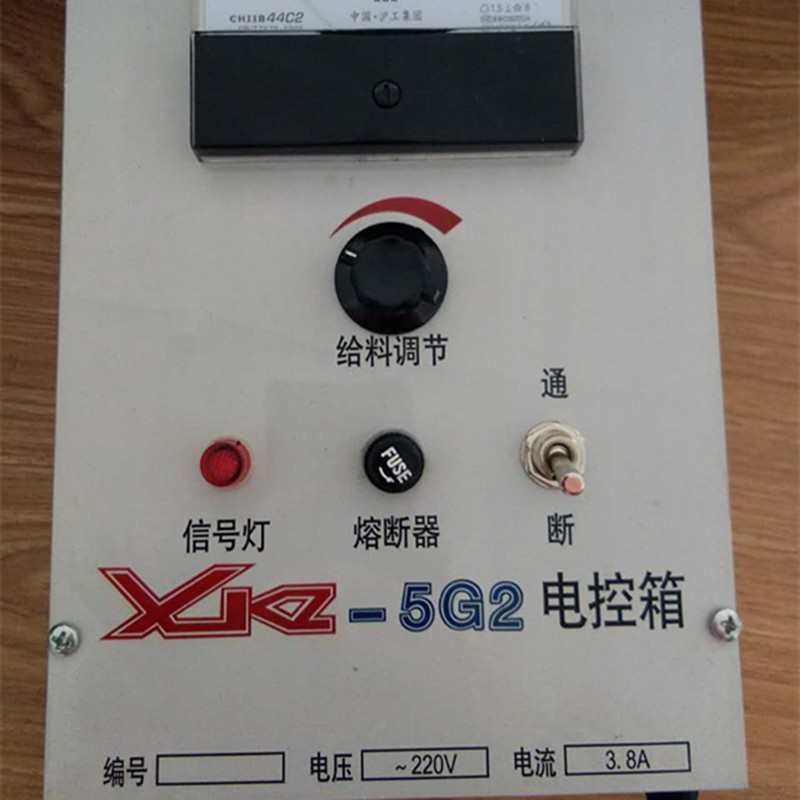 CHIIB44C2
中国·沪工集团
给料调节
通
FUSE
信号灯
熔断器
断
XKZ-5G2 电控箱
编号
电压 ~220V
电流 3.8A